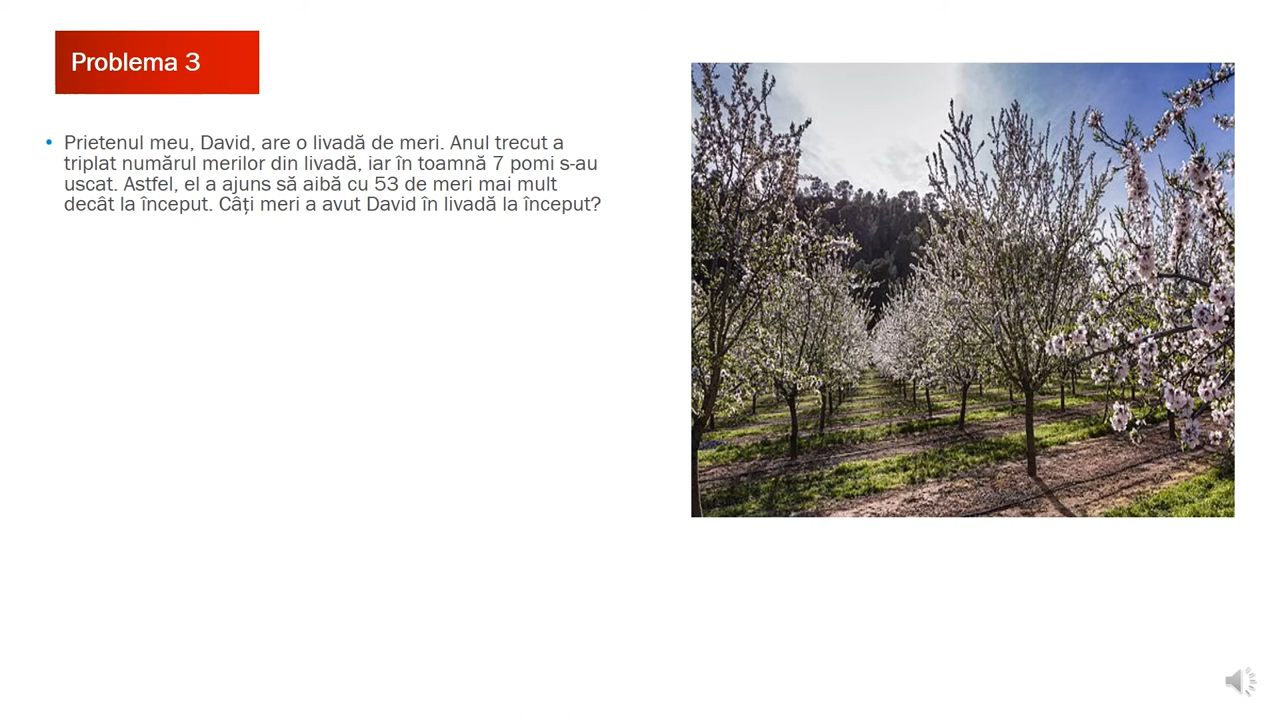 Problema 3
• Prietenul meu, David, are o livadă de meri. Anul trecut a
triplat numărul merilor din livadă, iar în toamnă 7 pomi s-au
uscat. Astfel, el a ajuns să aibă cu 53 de meri mai mult
decât la început. Câți meri a avut David în livadă la început?